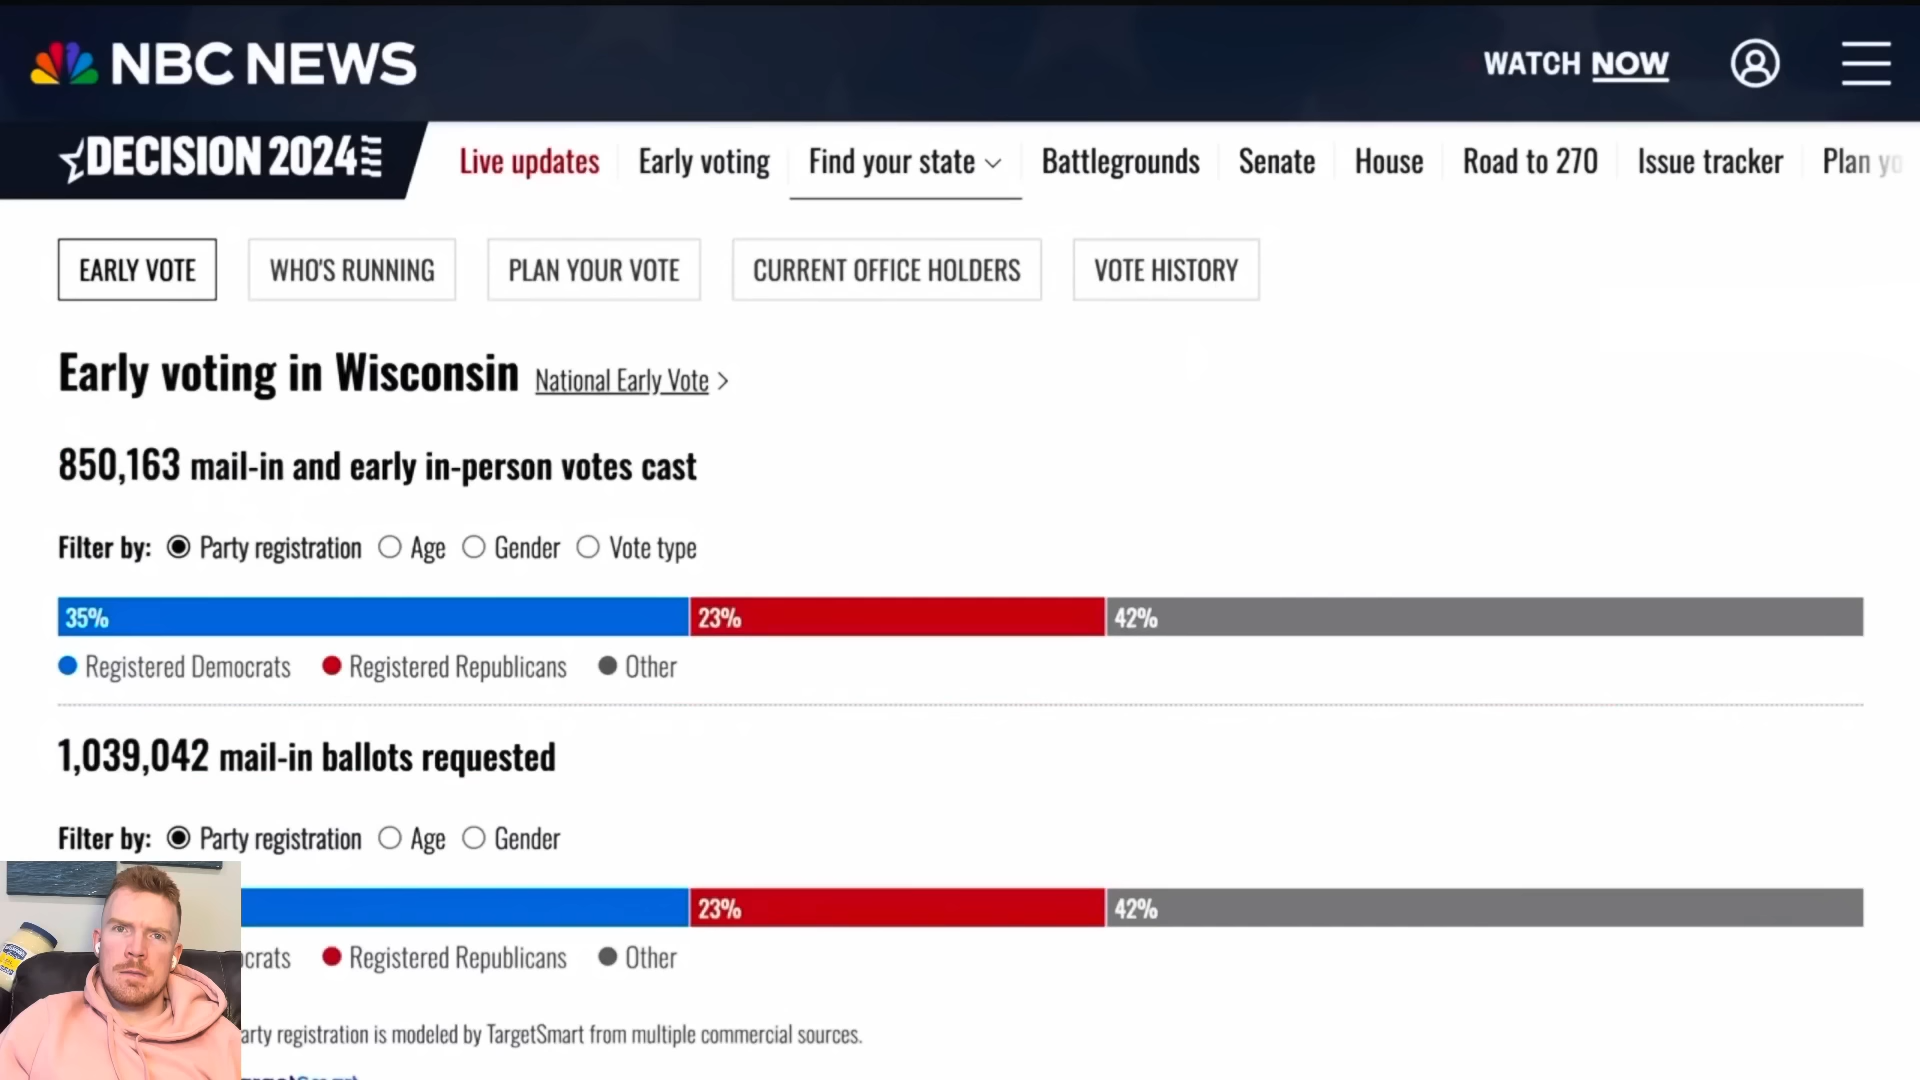 NBC NEWS
WATCH NOW
DECISION 2024
Live updates Early voting Find your state Battlegrounds Senate House Road to 270 Issue tracker Plan yo
EARLY VOTE WHO'S RUNNING PLAN YOUR VOTE CURRENT OFFICE HOLDERS VOTE HISTORY
Early voting in Wisconsin National Early Vote >
850,163 mail-in and early in-person votes cast
Filter by: Party registration Age Gender Vote type
35% 23% 42%
Registered Democrats Registered Republicans Other
1,039,042 mail-in ballots requested
Filter by: Party registration Age Gender
23% 42%
ocrats Registered Republicans Other
arty registration is modeled by TargetSmart from multiple commercial sources.